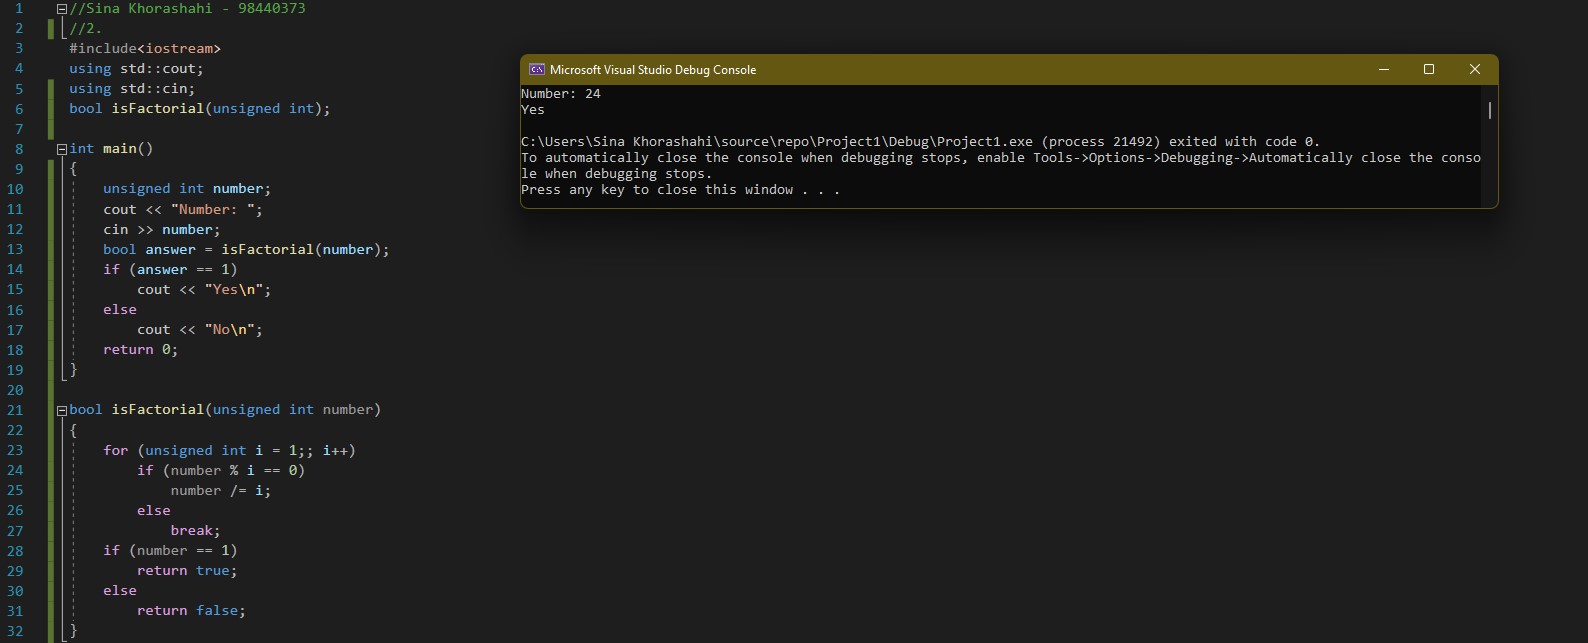 1 //Sina Khorashahi - 98440373
2 //2.
3 #include<iostream>
4 using std::cout;
5 using std::cin;
6 bool isFactorial(unsigned int);
7
8 int main()
9 {
10 unsigned int number;
11 cout << "Number: ";
12 cin >> number;
13 bool answer = isFactorial(number);
14 if (answer == 1)
15 cout << "Yes\n";
16 else
17 cout << "No\n";
18 return 0;
19 }
20
21 bool isFactorial(unsigned int number)
22 {
23 for (unsigned int i = 1;; i++)
24 if (number % i == 0)
25 number /= i;
26 else
27 break;
28 if (number == 1)
29 return true;
30 else
31 return false;
32 }
Microsoft Visual Studio Debug Console
Number: 24
Yes
C:\Users\Sina Khorashahi\source\repo\Project1\Debug\Project1.exe (process 21492) exited with code 0.
To automatically close the console when debugging stops, enable Tools->Options->Debugging->Automatically close the conso
le when debugging stops.
Press any key to close this window . . .